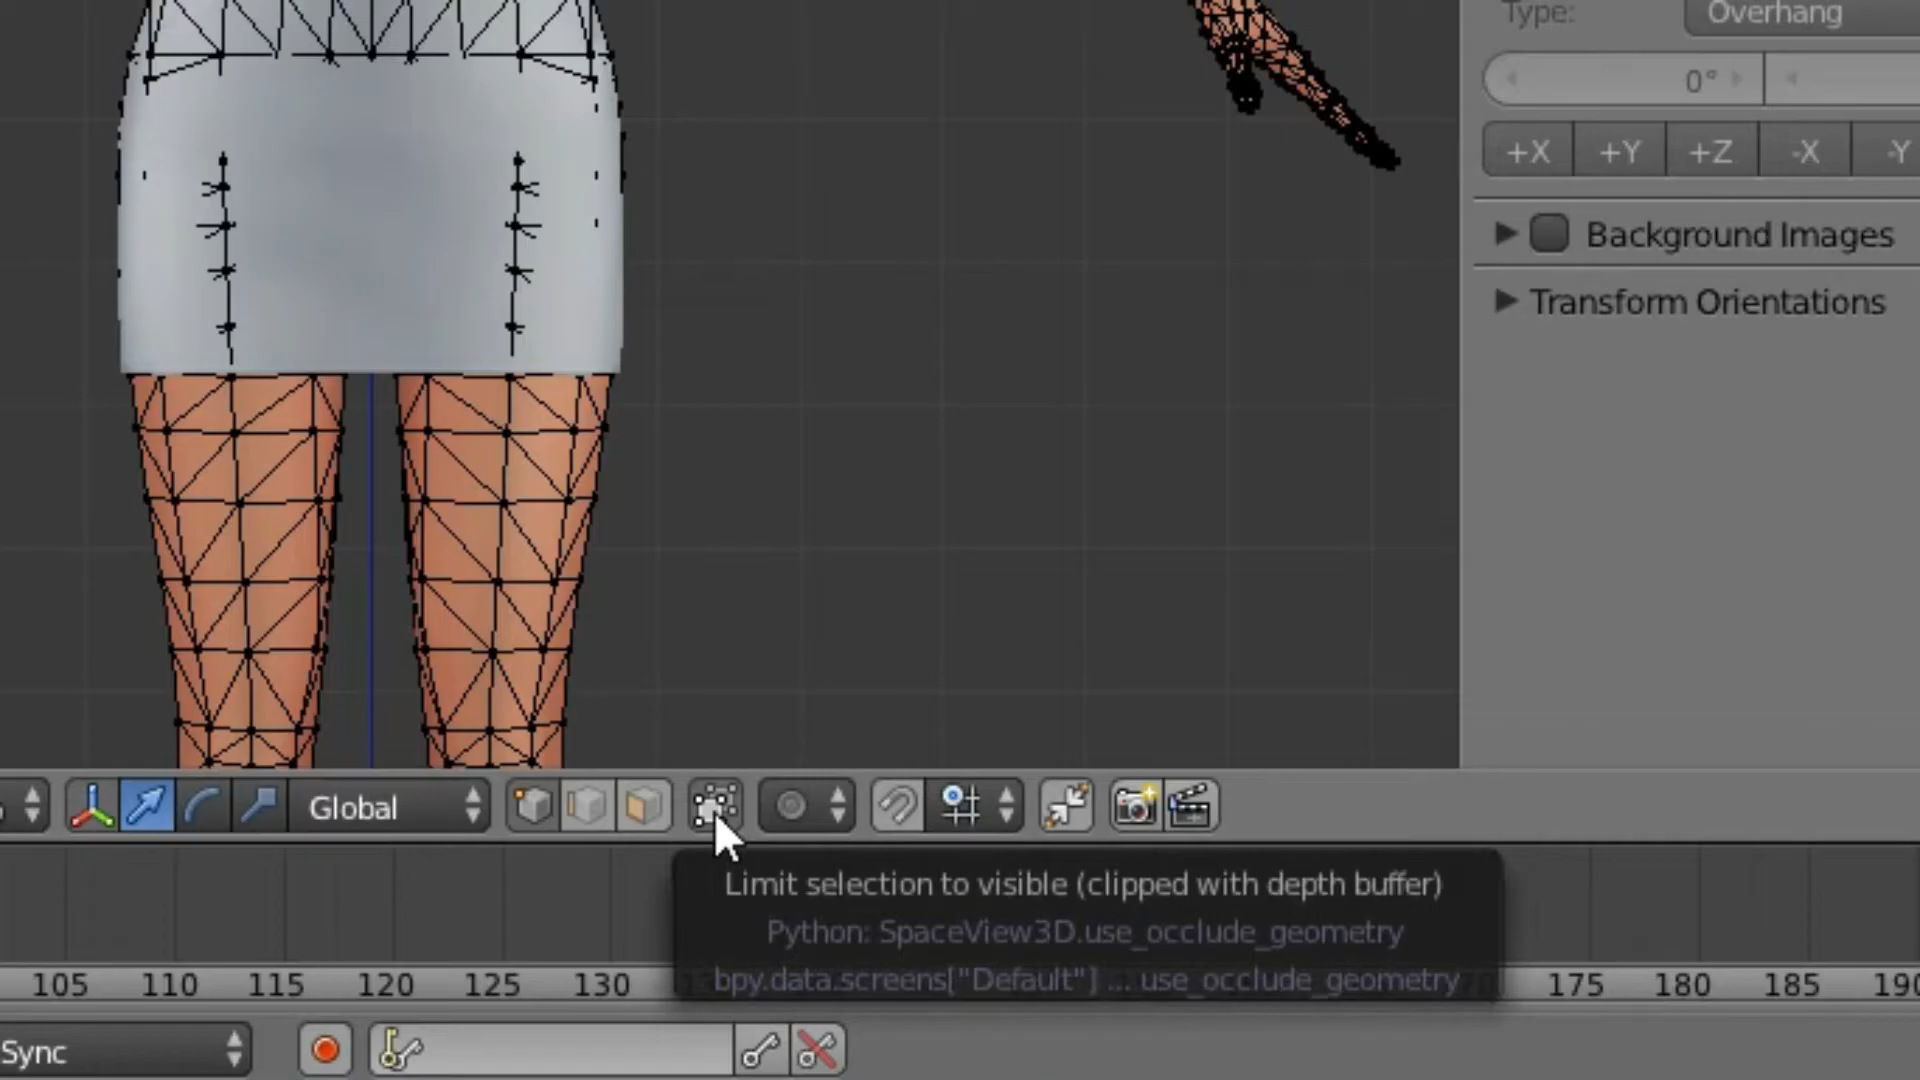 Type: Overhang
0°
+X +Y +Z -X -Y
Background Images
Transform Orientations
Global
Limit selection to visible (clipped with depth buffer)
Python: SpaceView3D.use_occlude_geometry
bpy.data.screens["Default"] ... use_occlude_geometry
105 110 115 120 125 130 175 180 185 190
Sync